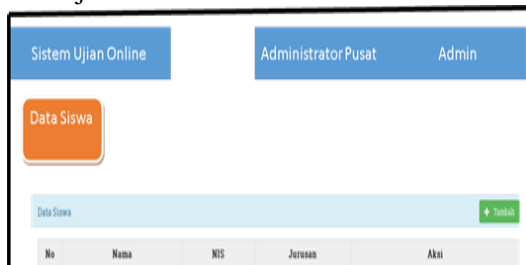 Sistem Ujian Online Administrator Pusat Admin
Data Siswa
Data Siswa + Tambah
No Nama NIS Jurusan Aksi